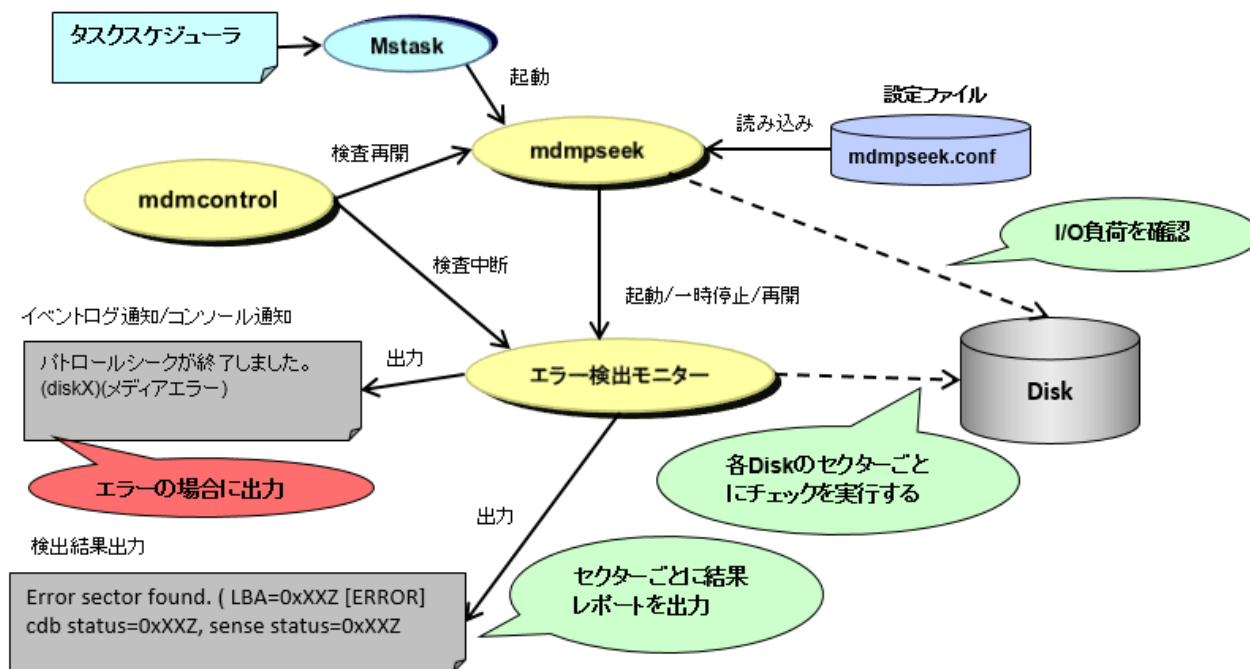 タスクスケジューラ
Mstask
起動
設定ファイル
読み込み
mdmpseek.conf
mdmpseek
検査再開
mdmcontrol
I/O負荷を確認
検査中断
起動/一時停止/再開
イベントログ通知/コンソール通知
パトロールシークが終了しました。
(diskX)(メディアエラー)
出力
エラー検出モニター
Disk
エラーの場合に出力
各Diskのセクターごと
にチェックを実行する
出力
検出結果出力
Error sector found. ( LBA=0xXXZ [ERROR]
cdb status=0xXXZ, sense status=0xXXZ
セクターごとに結果
レポートを出力